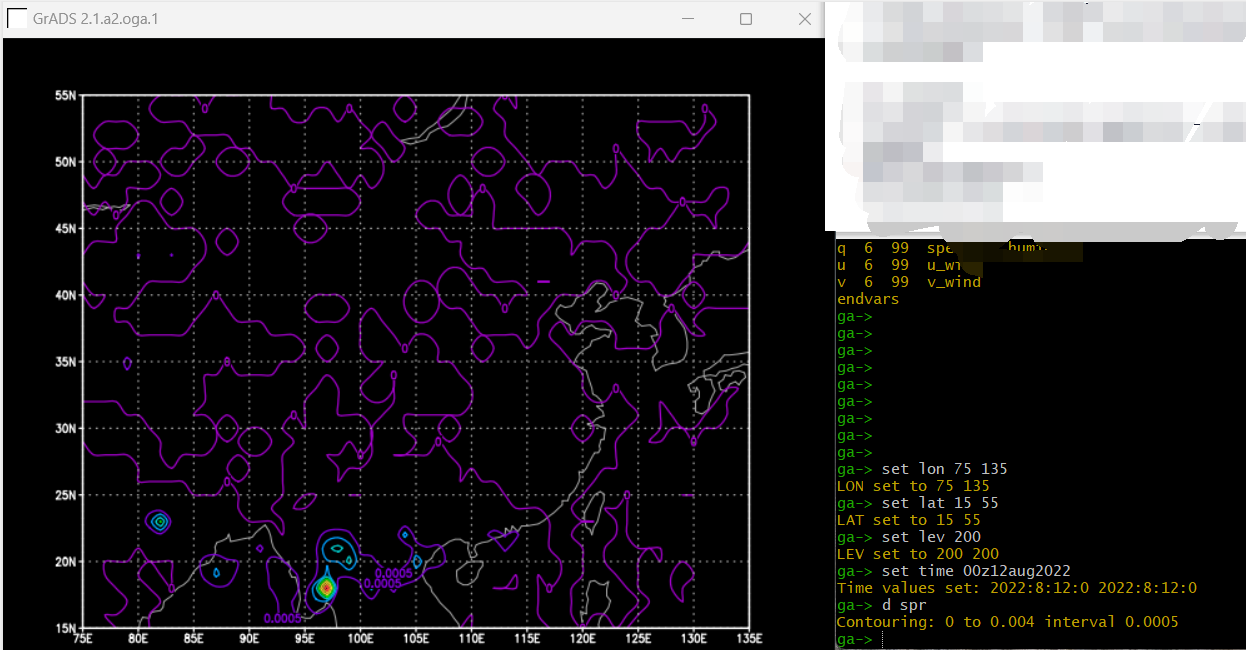 GrADS 2.1.a2.oga.1
55N
50N
45N
40N
35N
30N
25N
20N
15N
75E 80E 85E 90E 95E 100E 105E 110E 115E 120E 125E 130E 135E
0.0005
0.0005
0.0005
q 6 99 spe humi
u 6 99 u_wi
v 6 99 v_wind
endvars
ga->
ga->
ga->
ga->
ga->
ga->
ga->
ga->
ga->
ga-> set lon 75 135
LON set to 75 135
ga-> set lat 15 55
LAT set to 15 55
ga-> set lev 200
LEV set to 200 200
ga-> set time 00z12aug2022
Time values set: 2022:8:12:0 2022:8:12:0
ga-> d spr
Contouring: 0 to 0.004 interval 0.0005
ga->